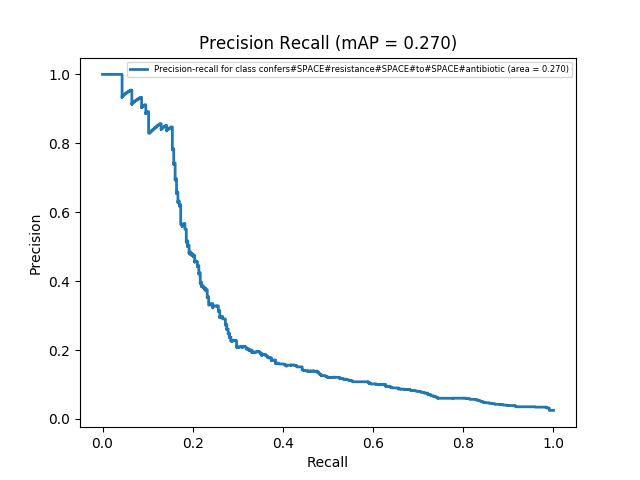 Precision Recall (mAP = 0.270)
Precision-recall for class confers#SPACE#resistance#SPACE#to#SPACE#antibiotic (area = 0.270)
1.0
0.8
0.6
0.4
0.2
0.0
Precision
0.0 0.2 0.4 0.6 0.8 1.0
Recall